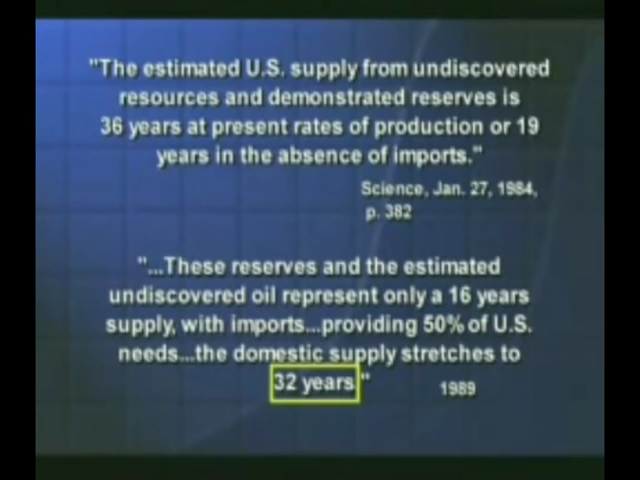 "The estimated U.S. supply from undiscovered
resources and demonstrated reserves is
36 years at present rates of production or 19
years in the absence of imports."
Science, Jan. 27, 1984,
p. 382
"...These reserves and the estimated
undiscovered oil represent only a 16 years
supply, with imports...providing 50% of U.S.
needs...the domestic supply stretches to
32 years."
1989